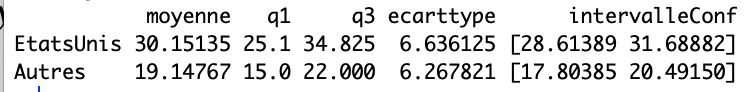 moyenne q1 q3 ecarttype intervalleConf
EtatsUnis 30.15135 25.1 34.825 6.636125 [28.61389 31.68882]
Autres 19.14767 15.0 22.000 6.267821 [17.80385 20.49150]